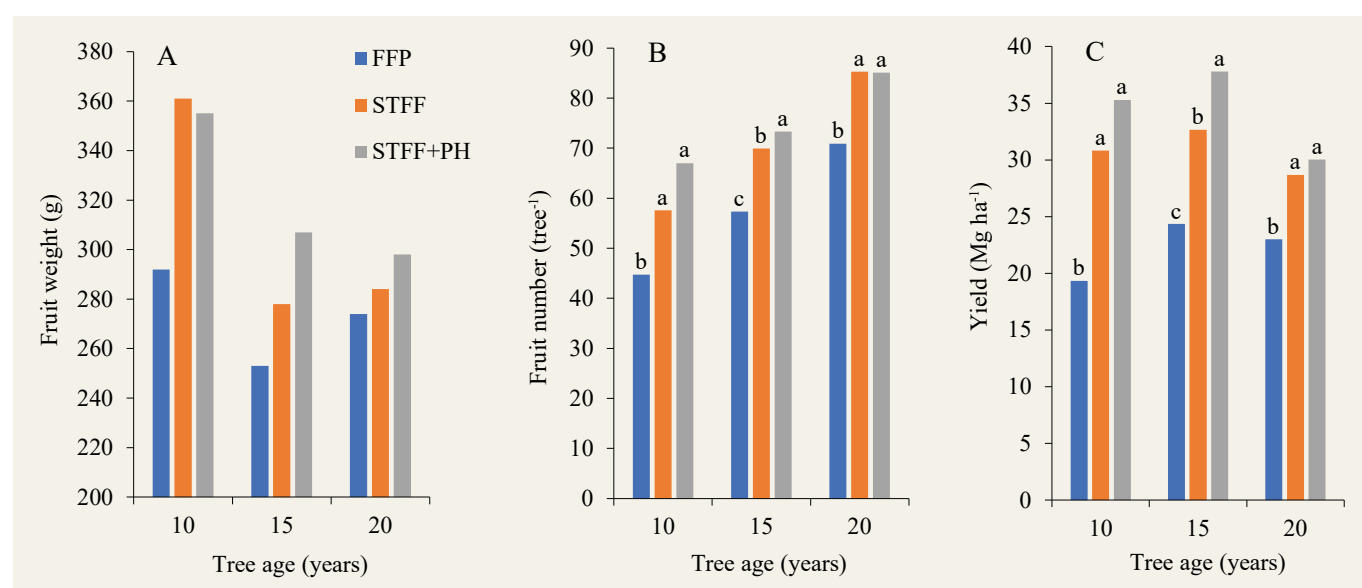 A
FFP
STFF
STFF+PH
Fruit weight (g)
380
360
340
320
300
280
260
240
220
200
10 15 20
Tree age (years)
B
Fruit number (tree⁻¹)
90
80
70
60
50
40
30
20
10
0
b a a
c b a
b a a
10 15 20
Tree age (years)
C
Yield (Mg ha⁻¹)
40
35
30
25
20
15
10
5
0
b a a
c b a
b a a
10 15 20
Tree age (years)